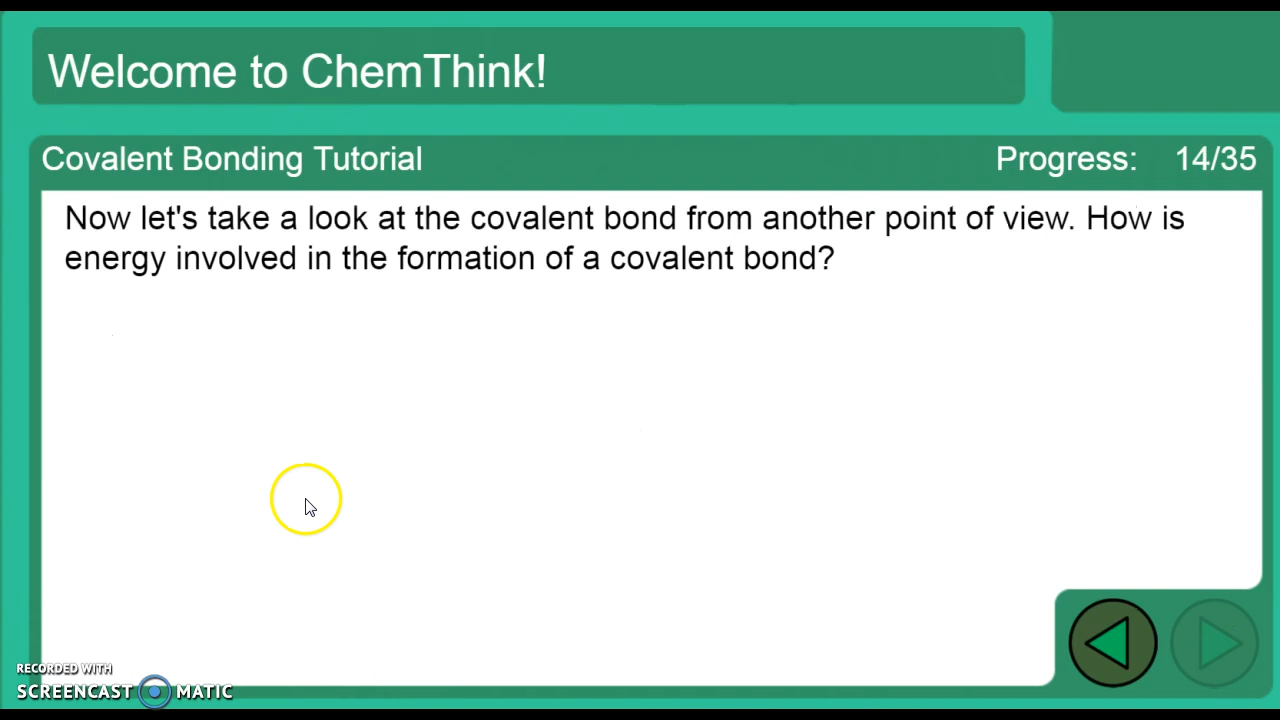 Welcome to ChemThink!
Covalent Bonding Tutorial Progress: 14/35
Now let's take a look at the covalent bond from another point of view. How is
energy involved in the formation of a covalent bond?
RECORDED WITH
SCREENCAST MATIC